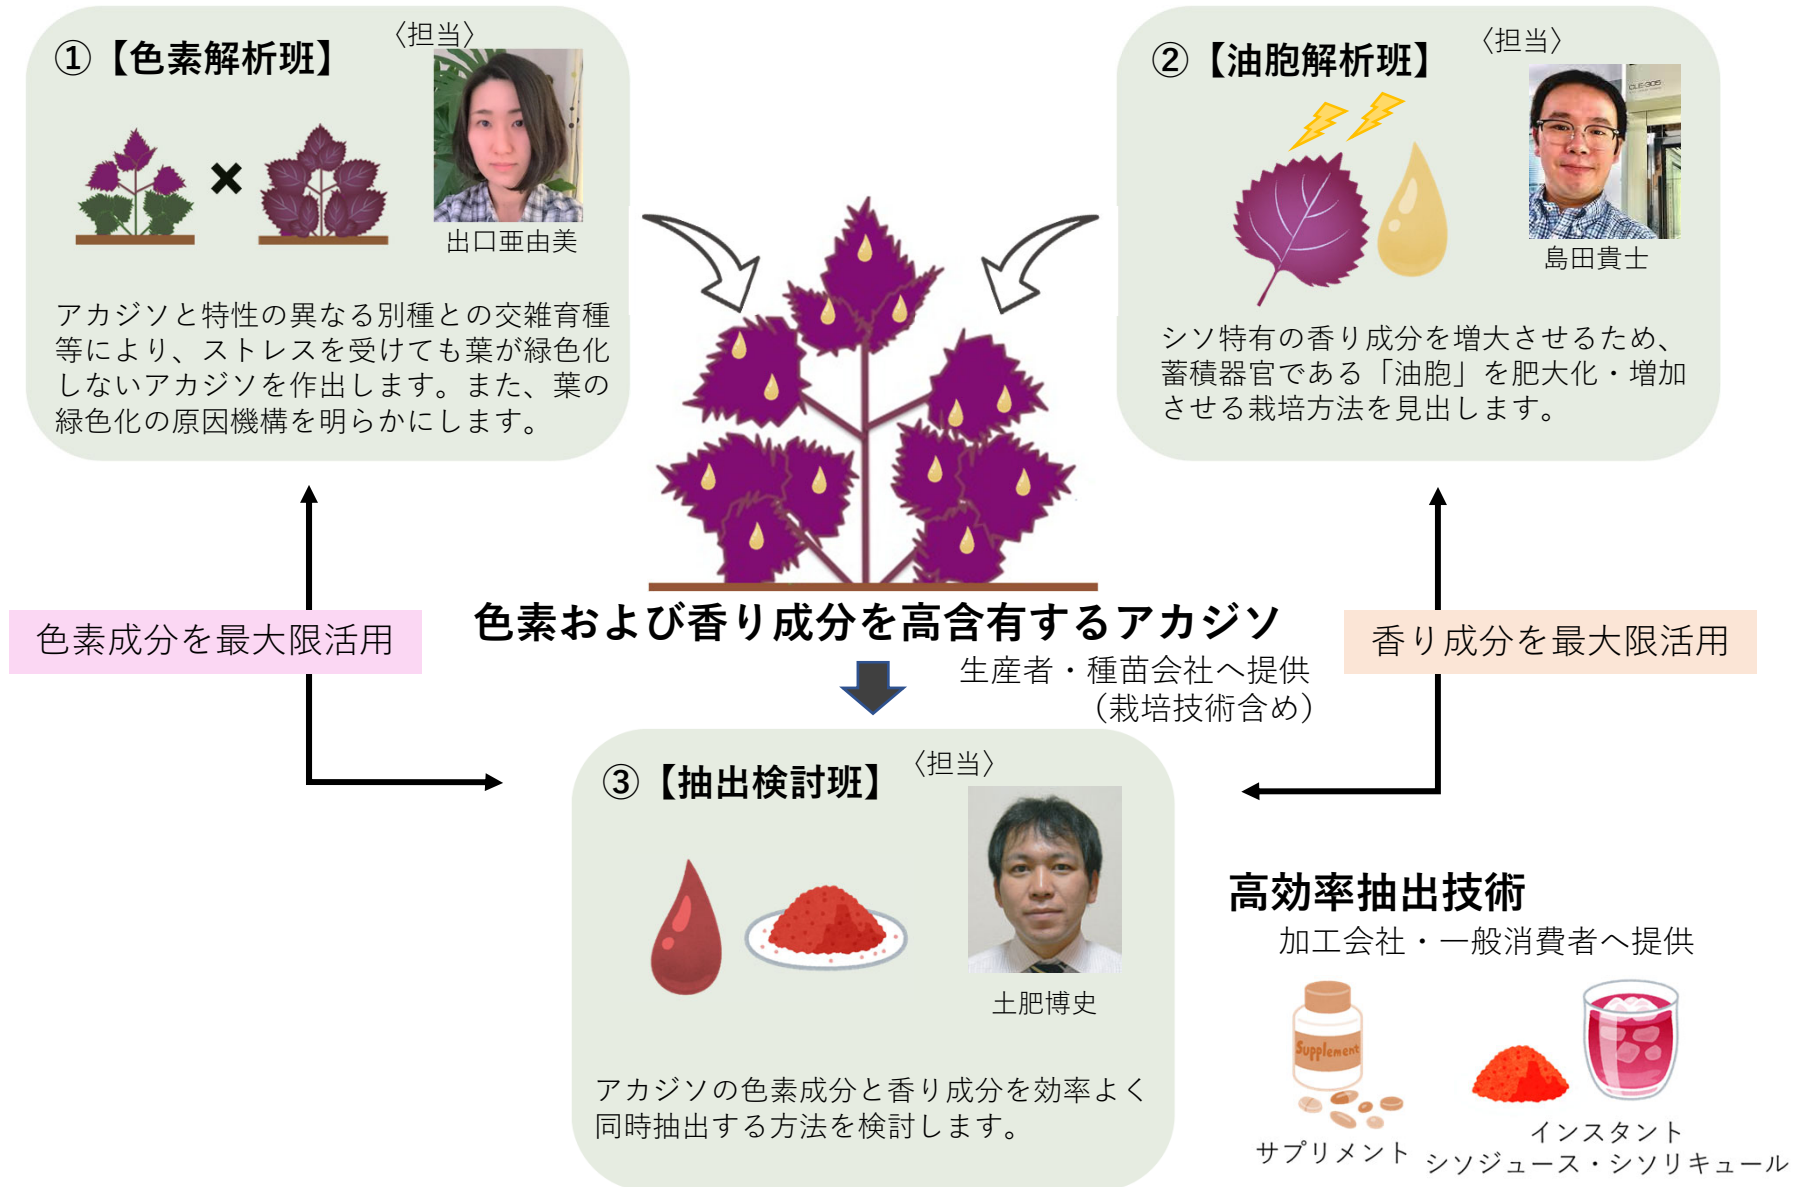 ①【色素解析班】
〈担当〉
出口亜由美
アカジソと特性の異なる別種との交雑育種
等により、ストレスを受けても葉が緑色化
しないアカジソを作出します。また、葉の
緑色化の原因機構を明らかにします。
②【油胞解析班】
〈担当〉
CLE-305
島田貴士
シソ特有の香り成分を増大させるため、
蓄積器官である「油胞」を肥大化・増加
させる栽培方法を見出します。
色素成分を最大限活用
色素および香り成分を高含有するアカジソ
生産者・種苗会社へ提供
（栽培技術含め）
香り成分を最大限活用
③【抽出検討班】
〈担当〉
土肥博史
アカジソの色素成分と香り成分を効率よく
同時抽出する方法を検討します。
高効率抽出技術
加工会社・一般消費者へ提供
Supplement
サプリメント
インスタント
シソジュース・シソリキュール